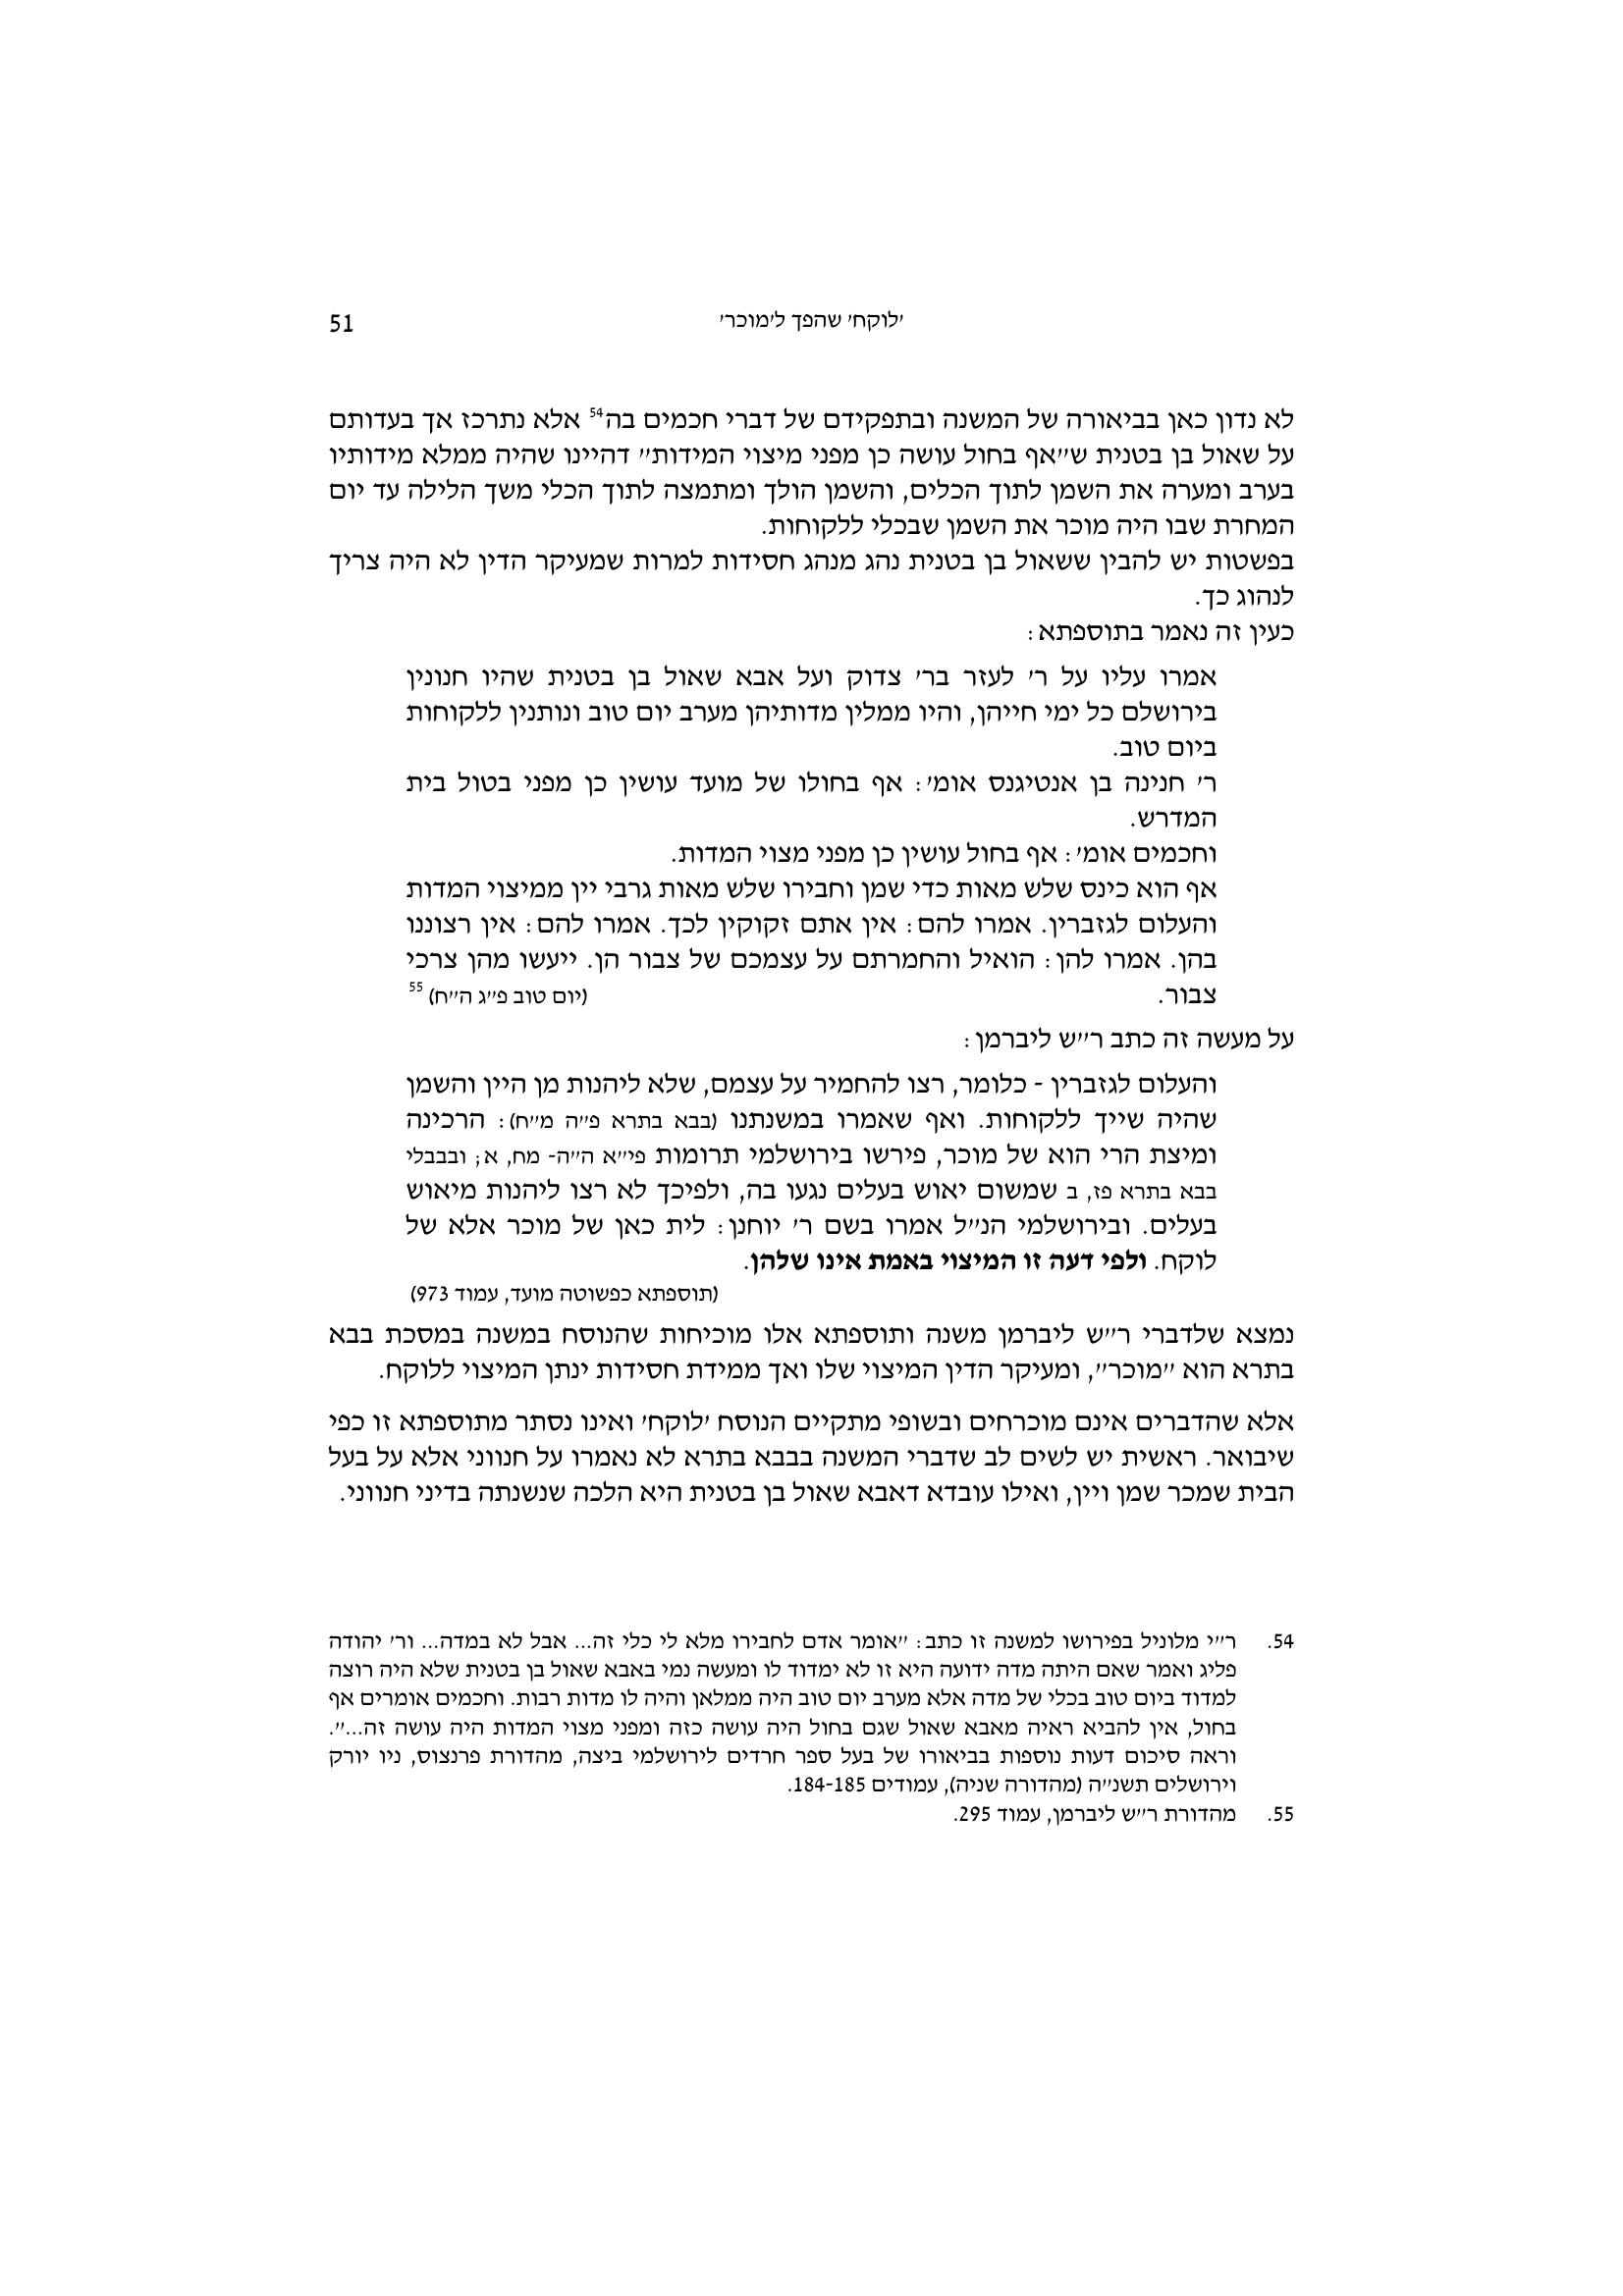 'לוקח' שהפך ל'מוכר' 51
לא נדון כאן בביאורה של המשנה ובתפקידם של דברי חכמים בה54 אלא נתרכז אך בעדותם
על שאול בן בטנית ש״אף בחול עושה כן מפני מיצוי המידות״ דהיינו שהיה ממלא מידותיו
בערב ומערה את השמן לתוך הכלים, והשמן הולך ומתמצה לתוך הכלי משך הלילה עד יום
המחרת שבו היה מוכר את השמן שבכלי ללקוחות.
בפשטות יש להבין ששאול בן בטנית נהג מנהג חסידות למרות שמעיקר הדין לא היה צריך
לנהוג כך.
כעין זה נאמר בתוספתא:
אמרו עליו על ר׳ לעזר בר׳ צדוק ועל אבא שאול בן בטנית שהיו חנונין
בירושלם כל ימי חייהן, והיו ממלין מדותיהן מערב יום טוב ונותנין ללקוחות
ביום טוב.
ר׳ חנינה בן אנטיגנס אומ׳: אף בחולו של מועד עושין כן מפני בטול בית
המדרש.
וחכמים אומ׳: אף בחול עושין כן מפני מצוי המדות.
אף הוא כינס שלש מאות כדי שמן וחבירו שלש מאות גרבי יין ממיצוי המדות
והעלום לגזברין. אמרו להם: אין אתם זקוקין לכך. אמרו להם: אין רצוננו
בהן. אמרו להן: הואיל והחמרתם על עצמכם של צבור הן. ייעשו מהן צרכי
צבור. (יום טוב פ״ג ה״ח) 55
על מעשה זה כתב ר״ש ליברמן:
והעלום לגזברין - כלומר, רצו להחמיר על עצמם, שלא ליהנות מן היין והשמן
שהיה שייך ללקוחות. ואף שאמרו במשנתנו (בבא בתרא פ״ה מ״ח): הרכינה
ומיצת הרי הוא של מוכר, פירשו בירושלמי תרומות פי״א ה״ה- מח, א; ובבבלי
בבא בתרא פז, ב שמשום יאוש בעלים נגעו בה, ולפיכך לא רצו ליהנות מיאוש
בעלים. ובירושלמי הנ״ל אמרו בשם ר׳ יוחנן: לית כאן של מוכר אלא של
לוקח. ולפי דעה זו המיצוי באמת אינו שלהן.
(תוספתא כפשוטה מועד, עמוד 973)
נמצא שלדברי ר״ש ליברמן משנה ותוספתא אלו מוכיחות שהנוסח במשנה במסכת בבא
בתרא הוא ״מוכר״, ומעיקר הדין המיצוי שלו ואך ממידת חסידות ינתן המיצוי ללוקח.
אלא שהדברים אינם מוכרחים ובשופי מתקיים הנוסח 'לוקח' ואינו נסתר מתוספתא זו כפי
שיבואר. ראשית יש לשים לב שדברי המשנה בבבא בתרא לא נאמרו על חנווני אלא על בעל
הבית שמכר שמן ויין, ואילו עובדא דאבא שאול בן בטנית היא הלכה שנשנתה בדיני חנווני.
54. ר״י מלוניל בפירושו למשנה זו כתב: ״אומר אדם לחבירו מלא לי כלי זה... אבל לא במדה... ור׳ יהודה
פליג ואמר שאם היתה מדה ידועה היא זו לא ימדוד לו ומעשה נמי באבא שאול בן בטנית שלא היה רוצה
למדוד ביום טוב בכלי של מדה אלא מערב יום טוב היה ממלאן והיה לו מדות רבות. וחכמים אומרים אף
בחול, אין להביא ראיה מאבא שאול שגם בחול היה עושה כזה ומפני מצוי המדות היה עושה זה...״.
וראה סיכום דעות נוספות בביאורו של בעל ספר חרדים לירושלמי ביצה, מהדורת פרנצוס, ניו יורק
וירושלים תשנ״ה (מהדורה שניה), עמודים 184-185.
55. מהדורת ר״ש ליברמן, עמוד 295.